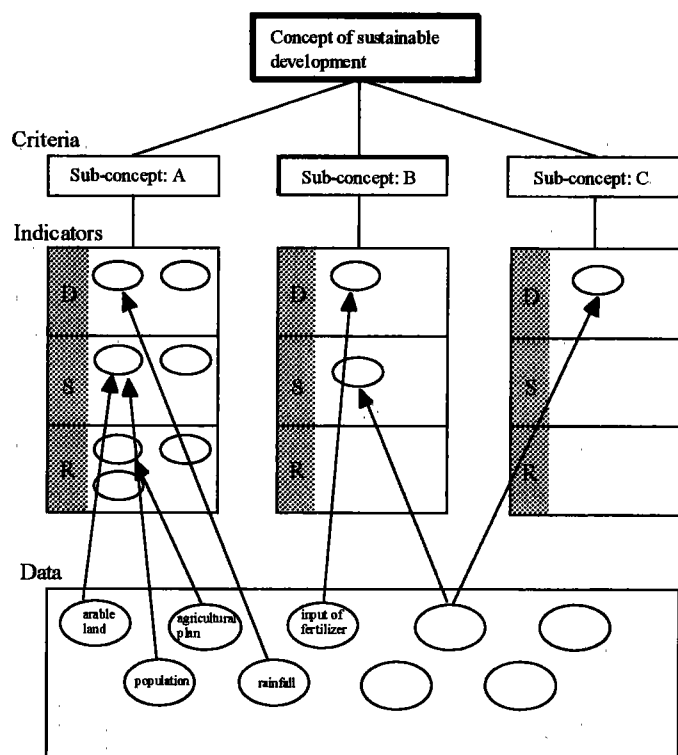 Concept of sustainable
development
Criteria
Sub-concept: A
Sub-concept: B
Sub-concept: C
Indicators
D
D
D
S
S
S
R
R
R
Data
arable
land
agricultural
plan
input of
fertilizer
population
rainfall